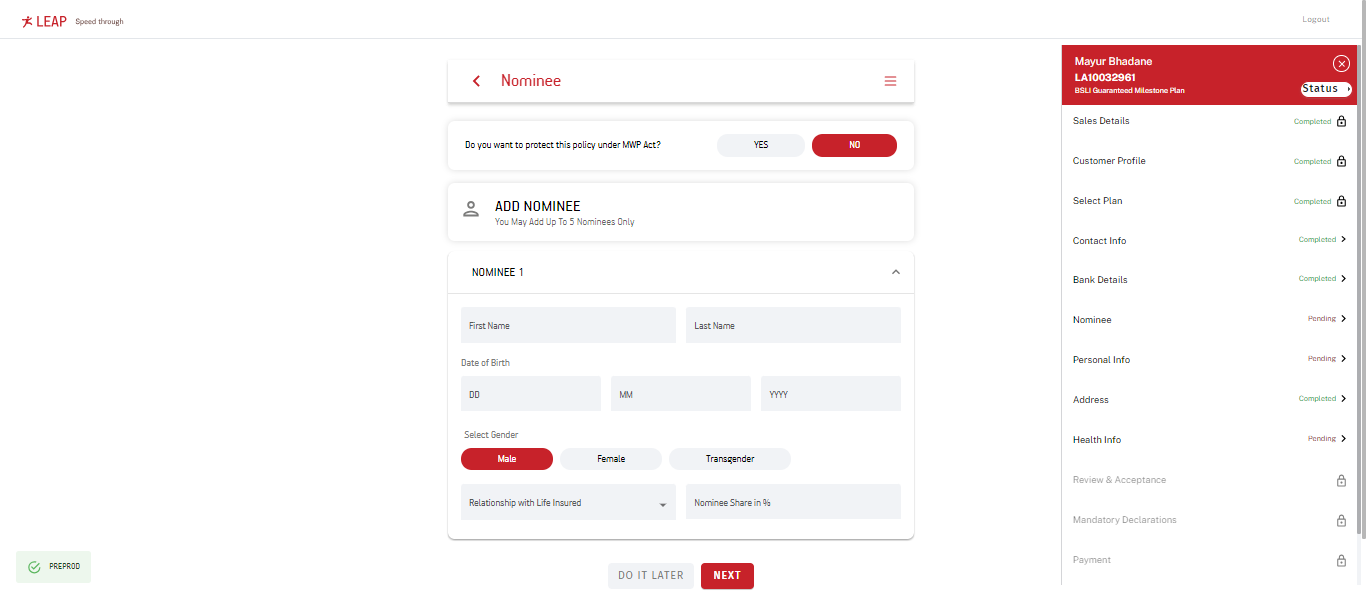 LEAP Speed through
Logout
Nominee
Do you want to protect this policy under MWP Act? YES NO
ADD NOMINEE
You May Add Up To 5 Nominees Only
NOMINEE 1
First Name Last Name
Date of Birth
DD MM YYYY
Select Gender
Male Female Transgender
Relationship with Life Insured Nominee Share in %
DO IT LATER NEXT
PREPROD
Mayur Bhadane
LA10032961
BSLI Guaranteed Milestone Plan
Status
Sales Details Completed
Customer Profile Completed
Select Plan Completed
Contact Info Completed
Bank Details Completed
Nominee Pending
Personal Info Pending
Address Completed
Health Info Pending
Review & Acceptance
Mandatory Declarations
Payment